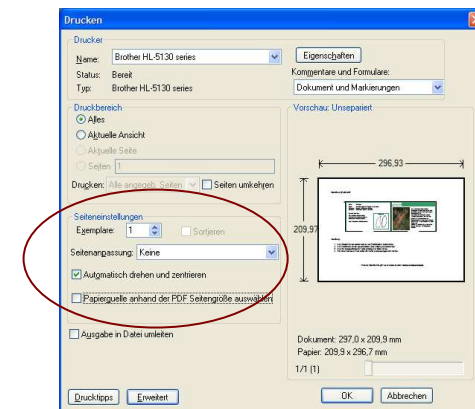 Drucken
Drucker
Name: Brother HL-5130 series
Eigenschaften
Status: Bereit
Kommentare und Formulare:
Typ: Brother HL-5130 series
Dokument und Markierungen
Druckbereich
Alles
Aktuelle Ansicht
Aktuelle Seite
Seiten 1
Drucken: Alle angegeb. Seiten
Seiten umkehren
Seiteneinstellungen
Exemplare: 1
Sortieren
Seitenanpassung: Keine
Automatisch drehen und zentrieren
Papierquelle anhand der PDF Seitengröße auswählen
Ausgabe in Datei umleiten
Vorschau: Unsepariert
296,93
209,97
Dokument: 297,0 x 209,9 mm
Papier: 209,9 x 296,7 mm
1/1 (1)
Drucktipps
Erweitert
OK
Abbrechen